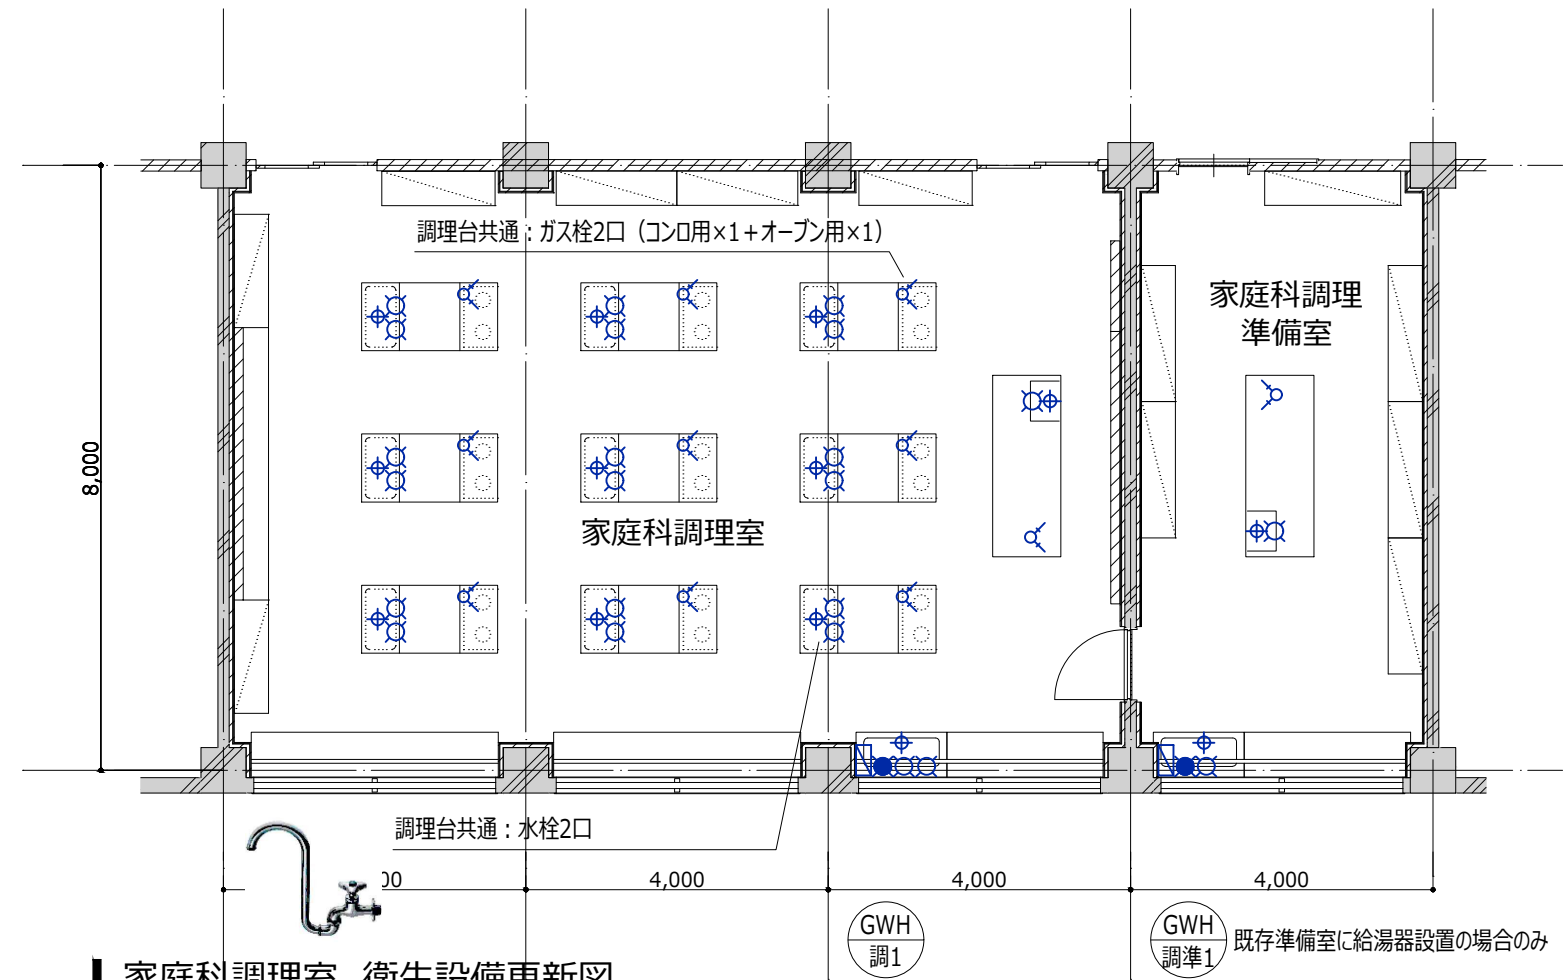 調理台共通：ガス栓2口（コンロ用×1＋オーブン用×1）
家庭科調理
準備室
8,000
家庭科調理室
調理台共通：水栓2口
00
4,000
4,000
4,000
GWH
調1
GWH
調準1
既存準備室に給湯器設置の場合のみ
家庭科調理室 衛生設備更新図